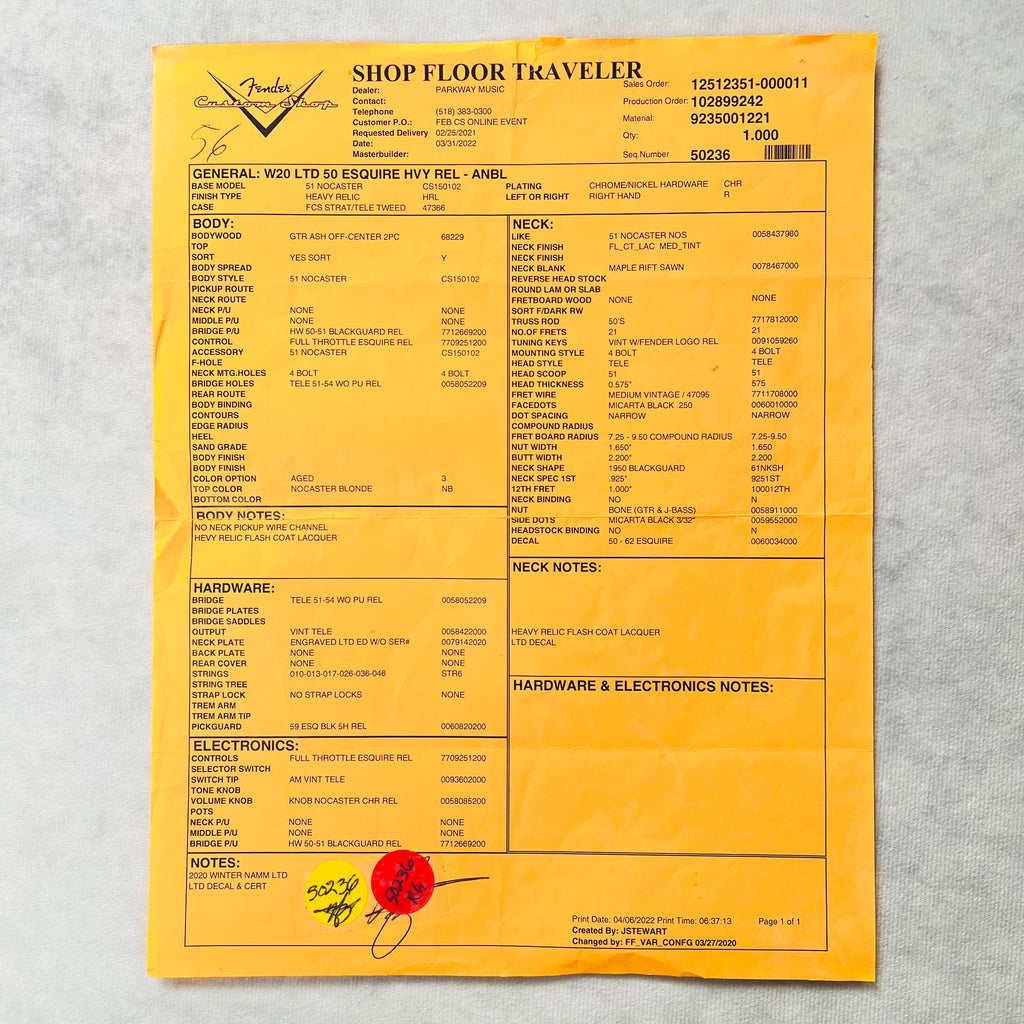 Fender
Custom Shop
56
SHOP FLOOR TRAVELER
Dealer: PARKWAY MUSIC
Contact:
Telephone (518) 383-0300
Customer P.O.: FEB CS ONLINE EVENT
Requested Delivery 02/25/2021
Date: 03/31/2022
Masterbuilder:
Sales Order: 12512351-000011
Production Order: 102899242
Material: 9235001221
Qty: 1.000
Seq.Number 50236
GENERAL: W20 LTD 50 ESQUIRE HVY REL - ANBL
BASE MODEL 51 NOCASTER CS150102 PLATING CHROME/NICKEL HARDWARE CHR
FINISH TYPE HEAVY RELIC HRL LEFT OR RIGHT RIGHT HAND R
CASE FCS STRAT/TELE TWEED 47366
BODY:
BODYWOOD GTR ASH OFF-CENTER 2PC 68229
TOP
SORT YES SORT Y
BODY SPREAD
BODY STYLE 51 NOCASTER CS150102
PICKUP ROUTE
NECK ROUTE
NECK P/U NONE NONE
MIDDLE P/U NONE NONE
BRIDGE P/U HW 50-51 BLACKGUARD REL 7712669200
CONTROL FULL THROTTLE ESQUIRE REL 7709251200
ACCESSORY 51 NOCASTER CS150102
F-HOLE
NECK MTG.HOLES 4 BOLT 4 BOLT
BRIDGE HOLES TELE 51-54 WO PU REL 0058052209
REAR ROUTE
BODY BINDING
CONTOURS
EDGE RADIUS
HEEL
SAND GRADE
BODY FINISH
BODY FINISH
COLOR OPTION AGED 3
TOP COLOR NOCASTER BLONDE NB
BOTTOM COLOR
BODY NOTES:
NO NECK PICKUP WIRE CHANNEL
HEVY RELIC FLASH COAT LACQUER
HARDWARE:
BRIDGE TELE 51-54 WO PU REL 0058052209
BRIDGE PLATES
BRIDGE SADDLES
OUTPUT VINT TELE 0058422000
NECK PLATE ENGRAVED LTD ED W/O SER# 0079142020
BACK PLATE NONE NONE
REAR COVER NONE NONE
STRINGS 010-013-017-026-036-046 STR6
STRING TREE
STRAP LOCK NO STRAP LOCKS NONE
TREM ARM
TREM ARM TIP
PICKGUARD 59 ESQ BLK 5H REL 0060820200
ELECTRONICS:
CONTROLS FULL THROTTLE ESQUIRE REL 7709251200
SELECTOR SWITCH
SWITCH TIP AM VINT TELE 0093602000
TONE KNOB
VOLUME KNOB KNOB NOCASTER CHR REL 0058085200
POTS
NECK P/U NONE NONE
MIDDLE P/U NONE NONE
BRIDGE P/U HW 50-51 BLACKGUARD REL 7712669200
NECK:
LIKE 51 NOCASTER NOS 0058437980
NECK FINISH FL_CT_LAC MED_TINT
NECK FINISH
NECK BLANK MAPLE RIFT SAWN 0078467000
REVERSE HEAD STOCK
ROUND LAM OR SLAB
FRETBOARD WOOD NONE NONE
SORT F/DARK RW
TRUSS ROD 50'S 7717812000
NO.OF FRETS 21 21
TUNING KEYS VINT W/FENDER LOGO REL 0091059260
MOUNTING STYLE 4 BOLT 4 BOLT
HEAD STYLE TELE TELE
HEAD SCOOP 51 51
HEAD THICKNESS 0.575" 575
FRET WIRE MEDIUM VINTAGE / 47095 7711708000
FACEDOTS MICARTA BLACK .250 0060010000
DOT SPACING NARROW NARROW
COMPOUND RADIUS
FRET BOARD RADIUS 7.25 - 9.50 COMPOUND RADIUS 7.25-9.50
NUT WIDTH 1.650" 1.650
BUTT WIDTH 2.200" 2.200
NECK SHAPE 1950 BLACKGUARD 61NKSH
NECK SPEC 1ST .925" 9251ST
12TH FRET 1.000" 100012TH
NECK BINDING NO N
NUT BONE (GTR & J-BASS) 0058911000
SIDE DOTS MICARTA BLACK 3/32" 0059552000
HEADSTOCK BINDING NO N
DECAL 50 - 62 ESQUIRE 0060034000
NECK NOTES:
HEAVY RELIC FLASH COAT LACQUER
LTD DECAL
HARDWARE & ELECTRONICS NOTES:
NOTES:
2020 WINTER NAMM LTD
LTD DECAL & CERT
50236
50236
Print Date: 04/06/2022 Print Time: 06:37:13 Page 1 of 1
Created By: JSTEWART
Changed by: FF_VAR_CONFG 03/27/2020